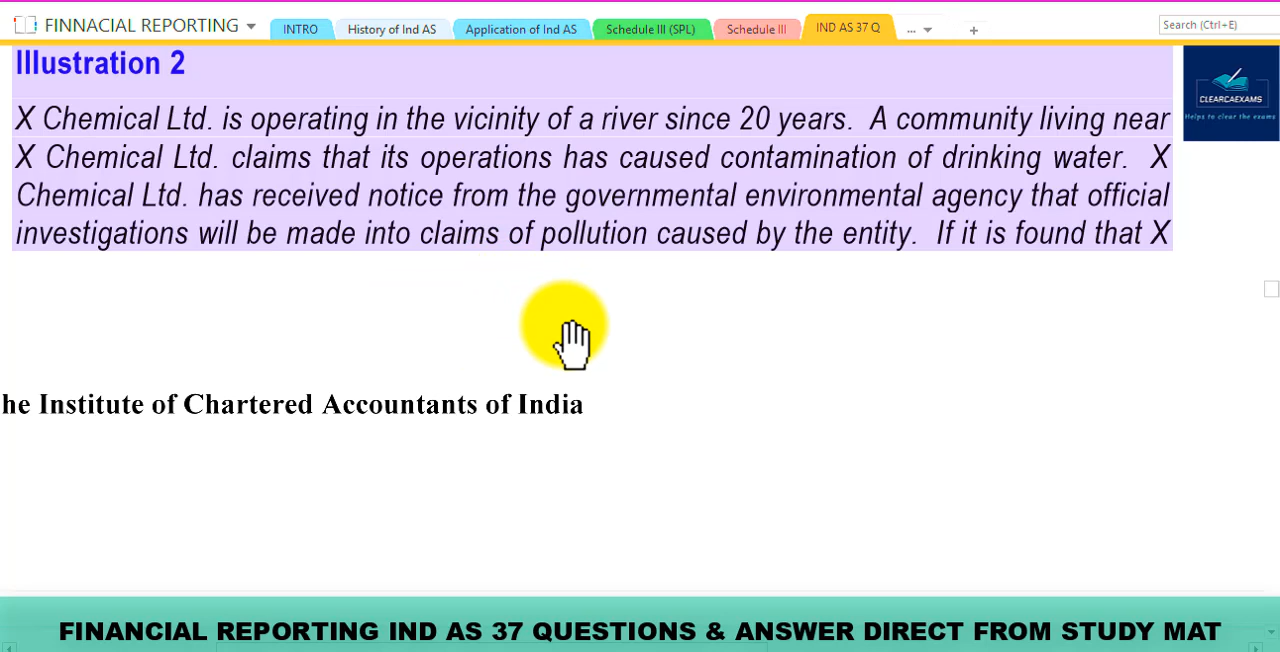 FINNACIAL REPORTING
INTRO
History of Ind AS
Application of Ind AS
Schedule III (SPL)
Schedule III
IND AS 37 Q
...
+
Search (Ctrl+E)
Illustration 2
X Chemical Ltd. is operating in the vicinity of a river since 20 years. A community living near
X Chemical Ltd. claims that its operations has caused contamination of drinking water. X
Chemical Ltd. has received notice from the governmental environmental agency that official
investigations will be made into claims of pollution caused by the entity. If it is found that X
CLEARCAEXAMS
Helps to clear the exams
he Institute of Chartered Accountants of India
FINANCIAL REPORTING IND AS 37 QUESTIONS & ANSWER DIRECT FROM STUDY MAT